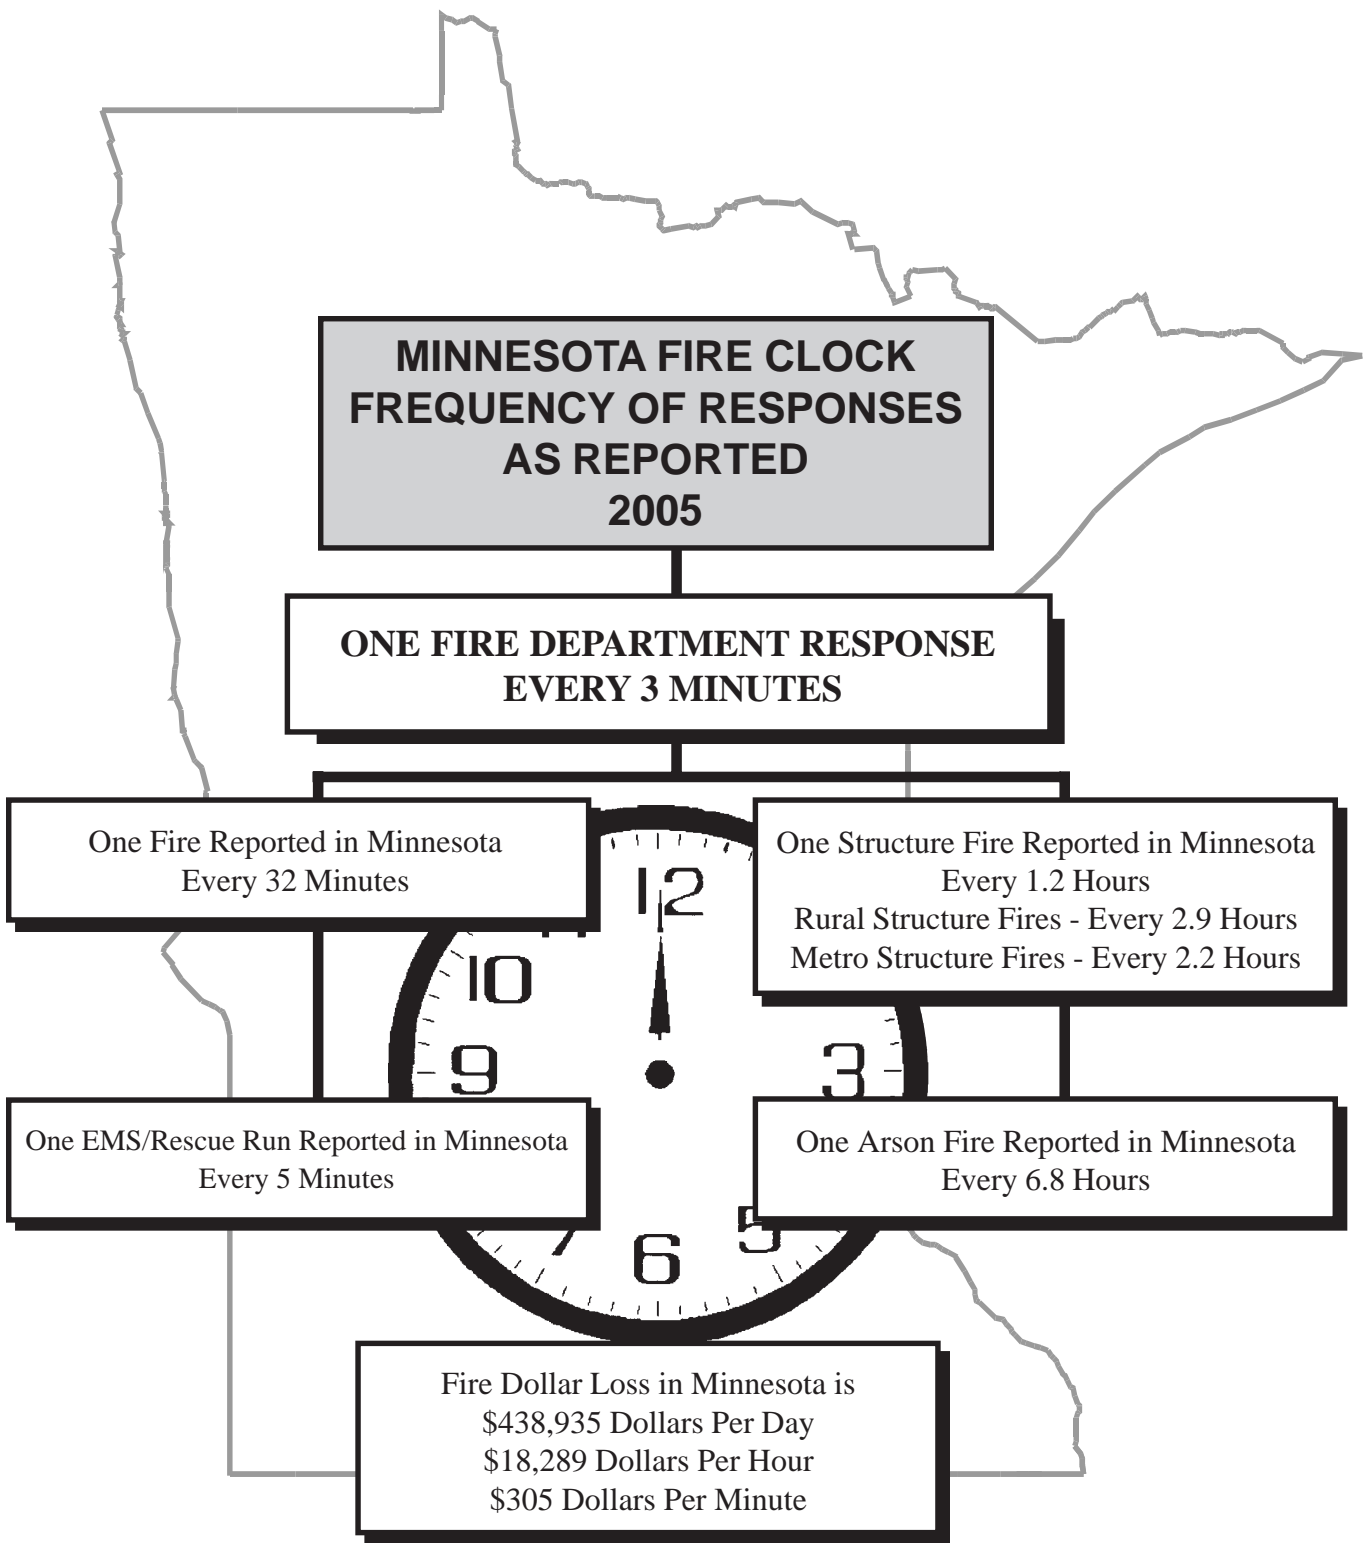 MINNESOTA FIRE CLOCK
FREQUENCY OF RESPONSES
AS REPORTED
2005
ONE FIRE DEPARTMENT RESPONSE
EVERY 3 MINUTES
One Fire Reported in Minnesota
Every 32 Minutes
One Structure Fire Reported in Minnesota
Every 1.2 Hours
Rural Structure Fires - Every 2.9 Hours
Metro Structure Fires - Every 2.2 Hours
12
10
9
3
One EMS/Rescue Run Reported in Minnesota
Every 5 Minutes
One Arson Fire Reported in Minnesota
Every 6.8 Hours
5
6
Fire Dollar Loss in Minnesota is
$438,935 Dollars Per Day
$18,289 Dollars Per Hour
$305 Dollars Per Minute